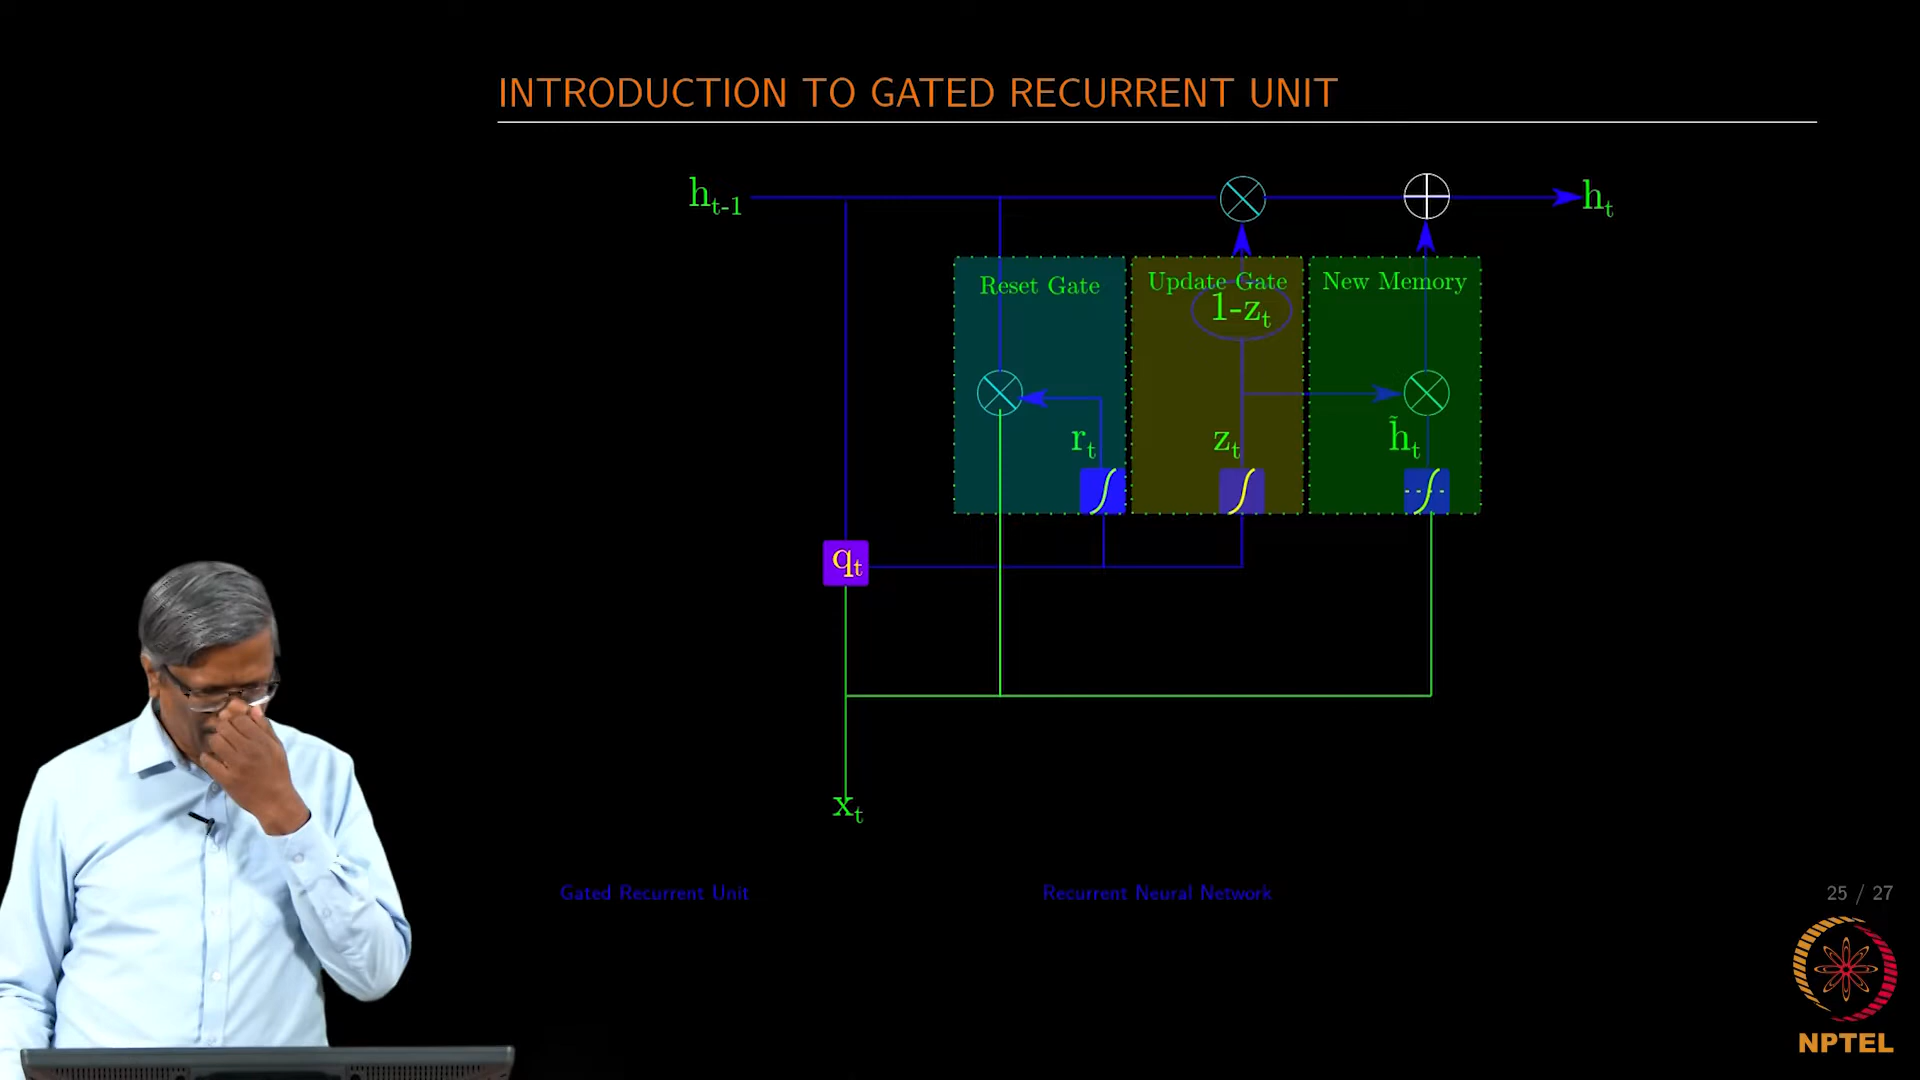 INTRODUCTION TO GATED RECURRENT UNIT
h_t-1
h_t
Reset Gate
Update Gate
New Memory
1-z_t
r_t
z_t
h̃_t
q_t
x_t
Gated Recurrent Unit
Recurrent Neural Network
25 / 27
NPTEL